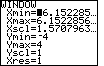 WINDOW
Xmin=-6.152285…
Xmax=6.1522856…
Xscl=1.5707963…
Ymin=-4
Ymax=4
Yscl=1
Xres=1